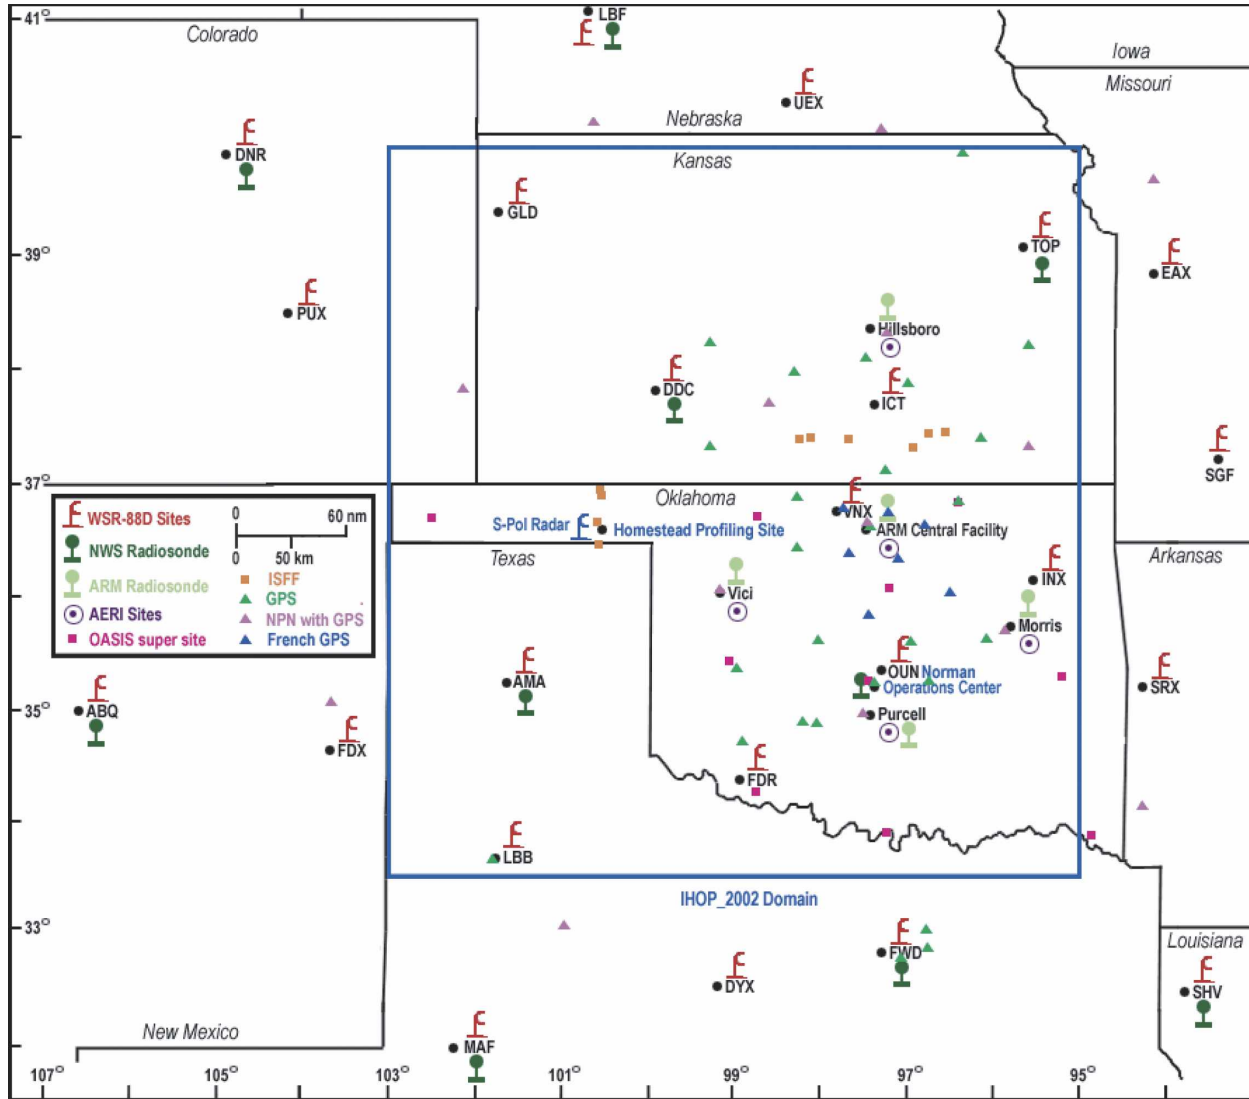 41°
LBF
Colorado
Iowa
Missouri
UEX
Nebraska
DNR
Kansas
GLD
39°
TOP
EAX
PUX
Hillsboro
DDC
ICT
SGF
37°
Oklahoma
WSR-88D Sites
0 60 nm
0 50 km
NWS Radiosonde
ARM Radiosonde
AERI Sites
OASIS super site
ISFF
GPS
NPN with GPS
French GPS
S-Pol Radar
Homestead Profiling Site
VNX
ARM Central Facility
Texas
Arkansas
INX
Vici
Morris
OUN Norman
Operations Center
AMA
SRX
35°
ABQ
Purcell
FDX
FDR
LBB
IHOP_2002 Domain
33°
Louisiana
FWD
DYX
SHV
New Mexico
MAF
107° 105° 103° 101° 99° 97° 95°